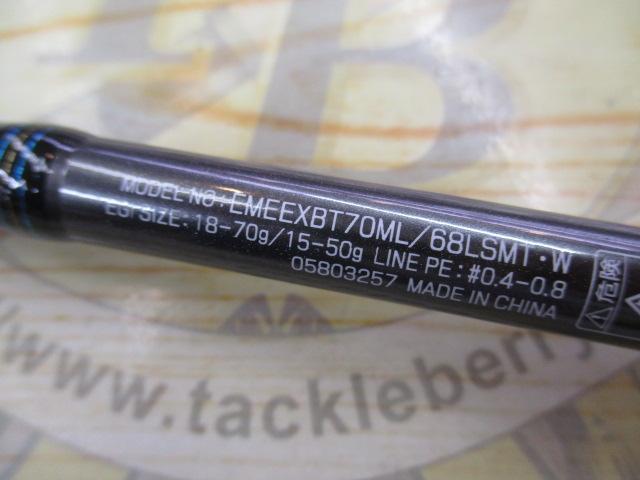 B
MODEL NO:EMEEXBT70ML/68LSMT·W
EGI SIZE:18-70g/15-50g LINE PE:#0.4-0.8
05803257 MADE IN CHINA
危険
www.tackleberry